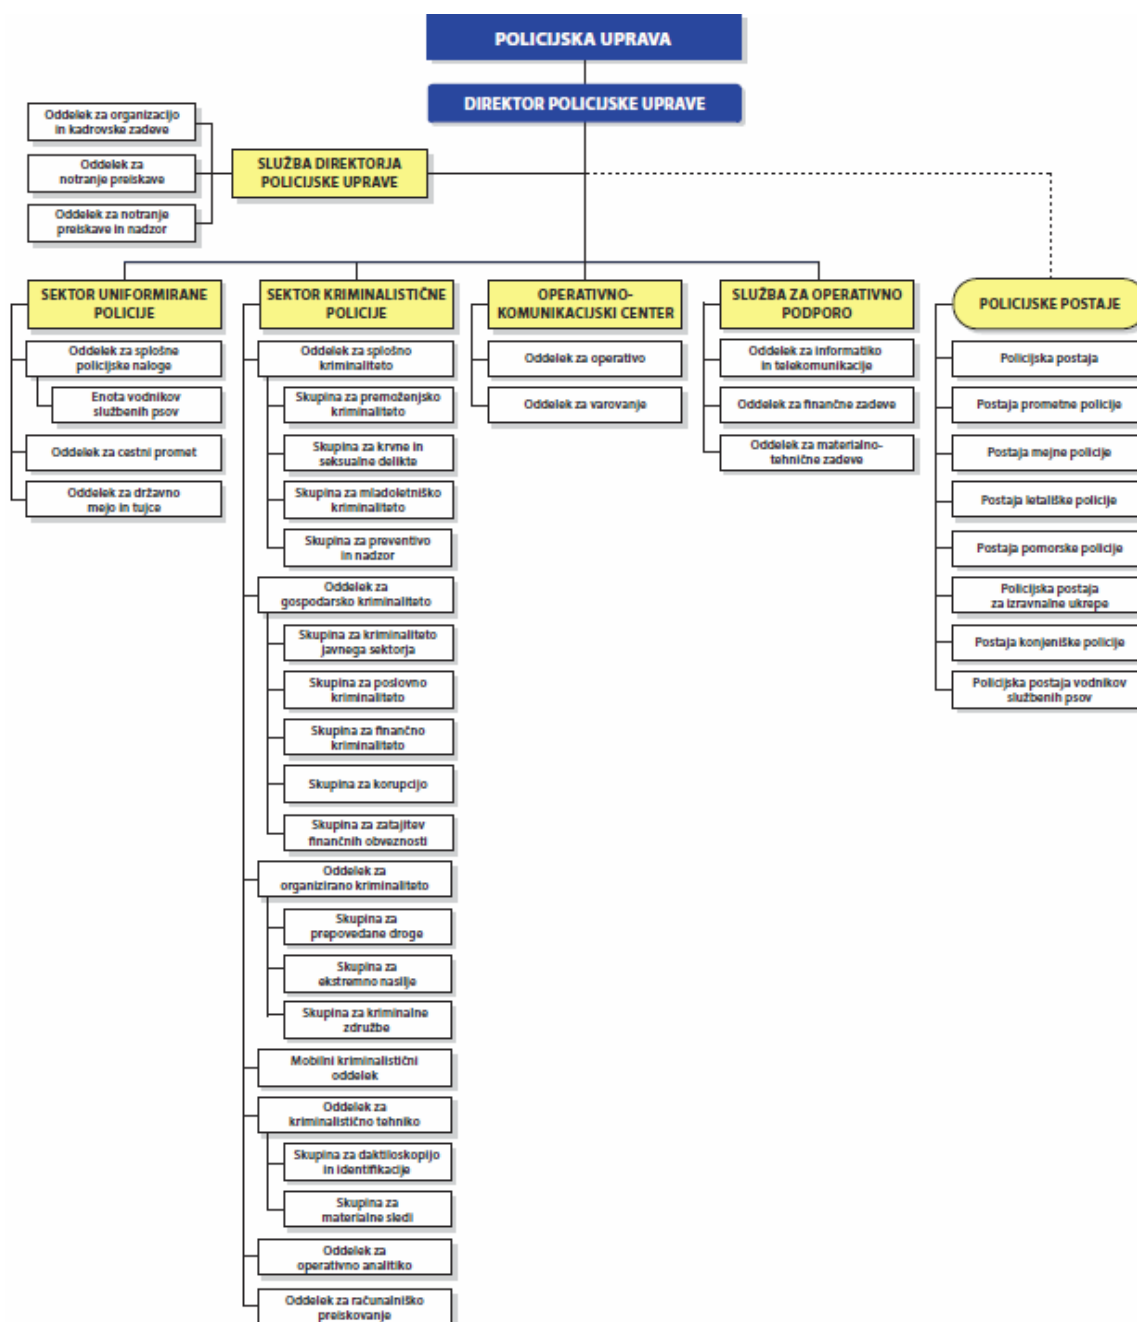 POLICIJSKA UPRAVA
DIREKTOR POLICIJSKE UPRAVE
Oddelek za organizacijo
in kadrovske zadeve
Oddelek za
notranje preiskave
Oddelek za notranje
preiskave in nadzor
SLUŽBA DIREKTORJA
POLICIJSKE UPRAVE
SEKTOR UNIFORMIRANE
POLICIJE
Oddelek za splošne
policijske naloge
Enota vodnikov
službenih psov
Oddelek za cestni promet
Oddelek za državno
mejo in tujce
SEKTOR KRIMINALISTIČNE
POLICIJE
Oddelek za splošno
kriminaliteto
Skupina za premoženjsko
kriminaliteto
Skupina za krvne in
seksualne delikte
Skupina za mladoletniško
kriminaliteto
Skupina za preventivo
in nadzor
Oddelek za
gospodarsko kriminaliteto
Skupina za kriminaliteto
javnega sektorja
Skupina za poslovno
kriminaliteto
Skupina za finančno
kriminaliteto
Skupina za korupcijo
Skupina za zatajitev
finančnih obveznosti
Oddelek za
organizirano kriminaliteto
Skupina za
prepovedane droge
Skupina za
ekstremno nasilje
Skupina za kriminalne
združbe
Mobilni kriminalistični
oddelek
Oddelek za
kriminalistično tehniko
Skupina za daktiloskopijo
in identifikacije
Skupina za
materialne sledi
Oddelek za
operativno analitiko
Oddelek za računalniško
preiskovanje
OPERATIVNO-
KOMUNIKACIJSKI CENTER
Oddelek za operativo
Oddelek za varovanje
SLUŽBA ZA OPERATIVNO
PODPORO
Oddelek za informatiko
in telekomunikacije
Oddelek za finančne zadeve
Oddelek za materialno-
tehnične zadeve
POLICIJSKE POSTAJE
Policijska postaja
Postaja prometne policije
Postaja mejne policije
Postaja letališke policije
Postaja pomorske policije
Policijska postaja
za izravnalne ukrepe
Postaja konjeniške policije
Policijska postaja vodnikov
službenih psov